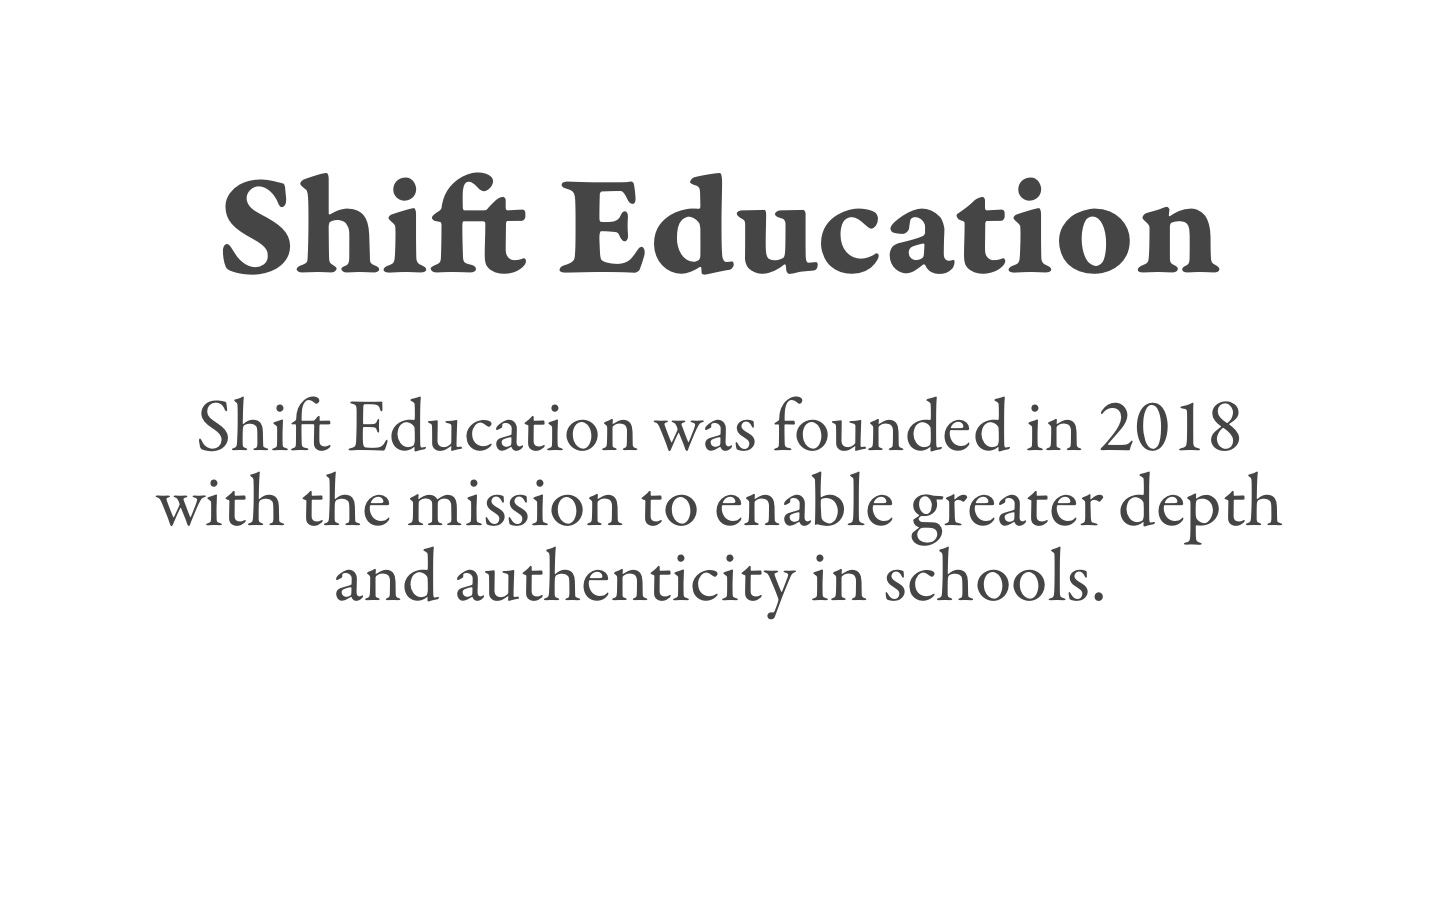 Shift Education
Shift Education was founded in 2018
with the mission to enable greater depth
and authenticity in schools.